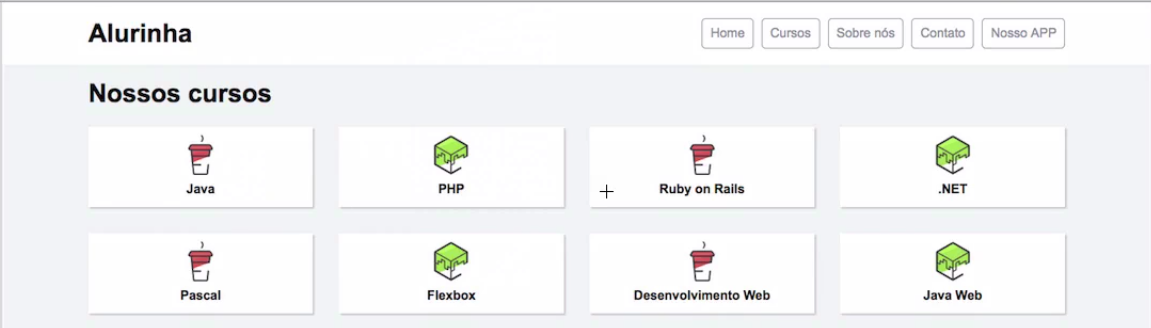 Alurinha
Home Cursos Sobre nós Contato Nosso APP
Nossos cursos
Java PHP Ruby on Rails .NET
Pascal Flexbox Desenvolvimento Web Java Web